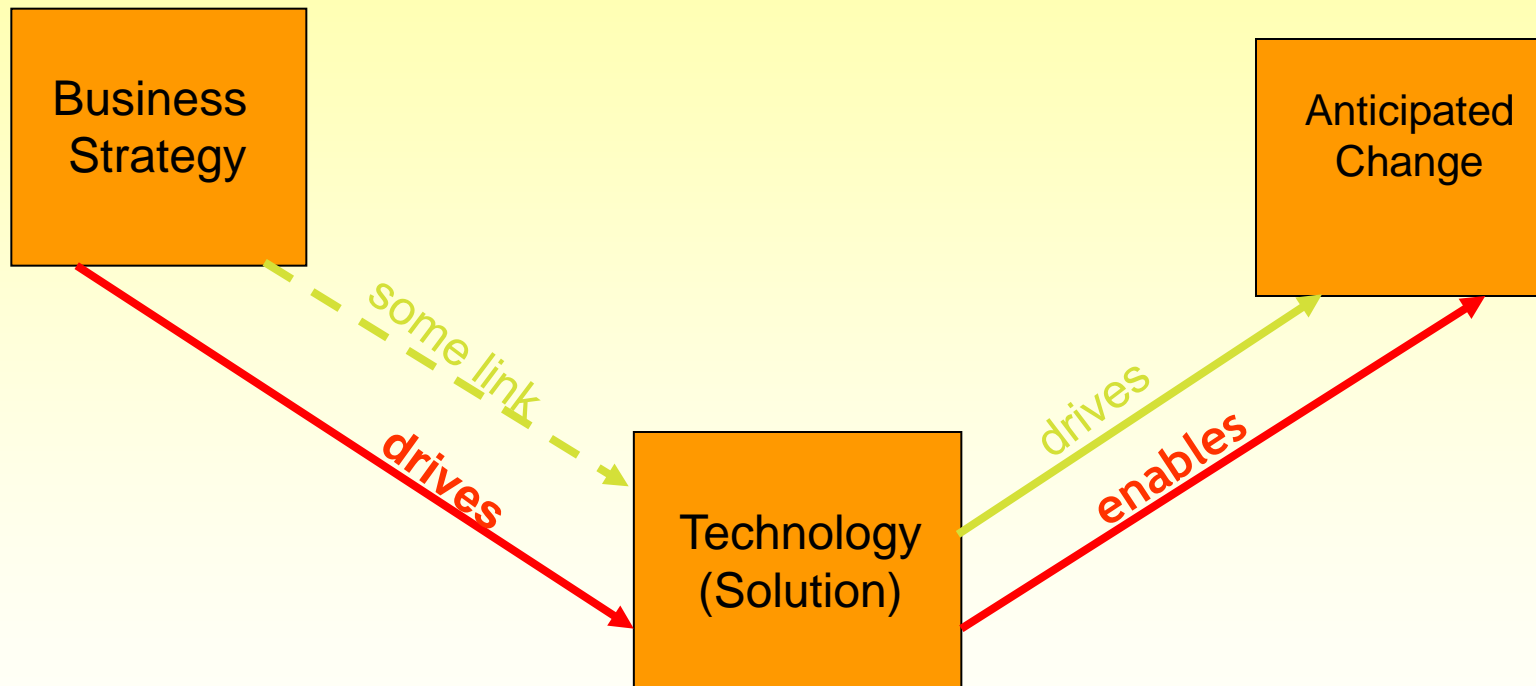 Business
Strategy
Anticipated
Change
some link
drives
drives
enables
Technology
(Solution)